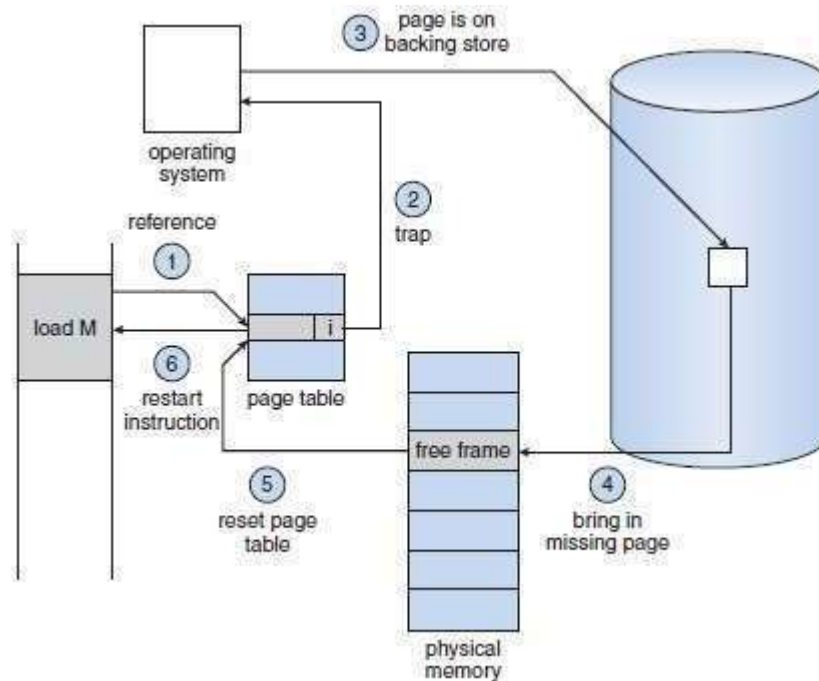 3
page is on
backing store
operating
system
2
trap
reference
1
load M
i
6
restart
instruction
page table
free frame
5
reset page
table
4
bring in
missing page
physical
memory